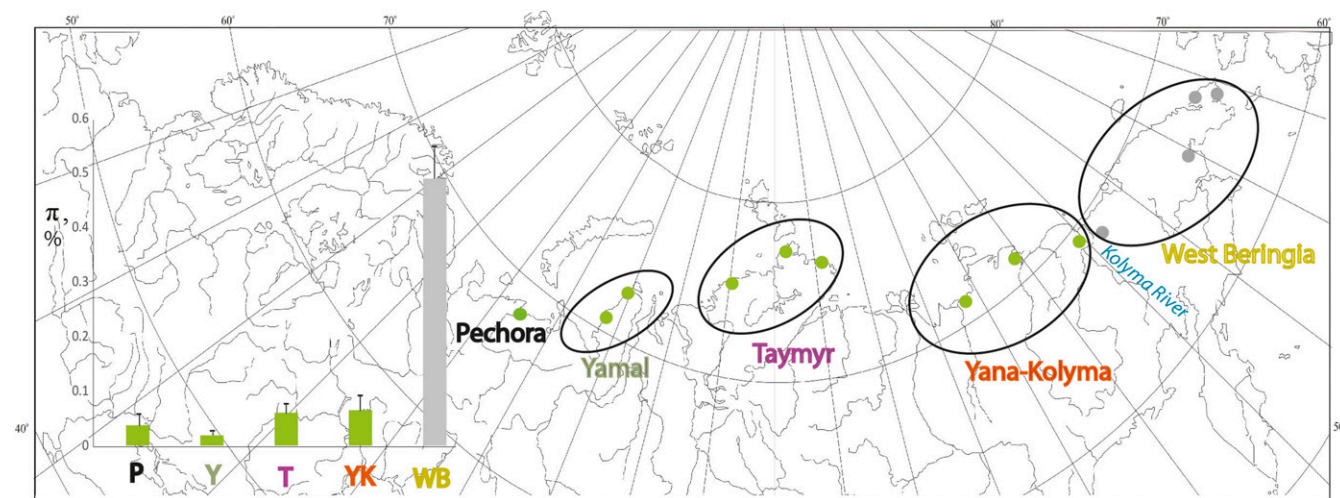 50°
60°
70°
80°
70°
60°
0.6
0.5
0.4
0.3
0.2
0.1
0
π,
%
40°
50
P
Y
T
YK
WB
Pechora
Yamal
Taymyr
Yana-Kolyma
Kolyma River
West Beringia